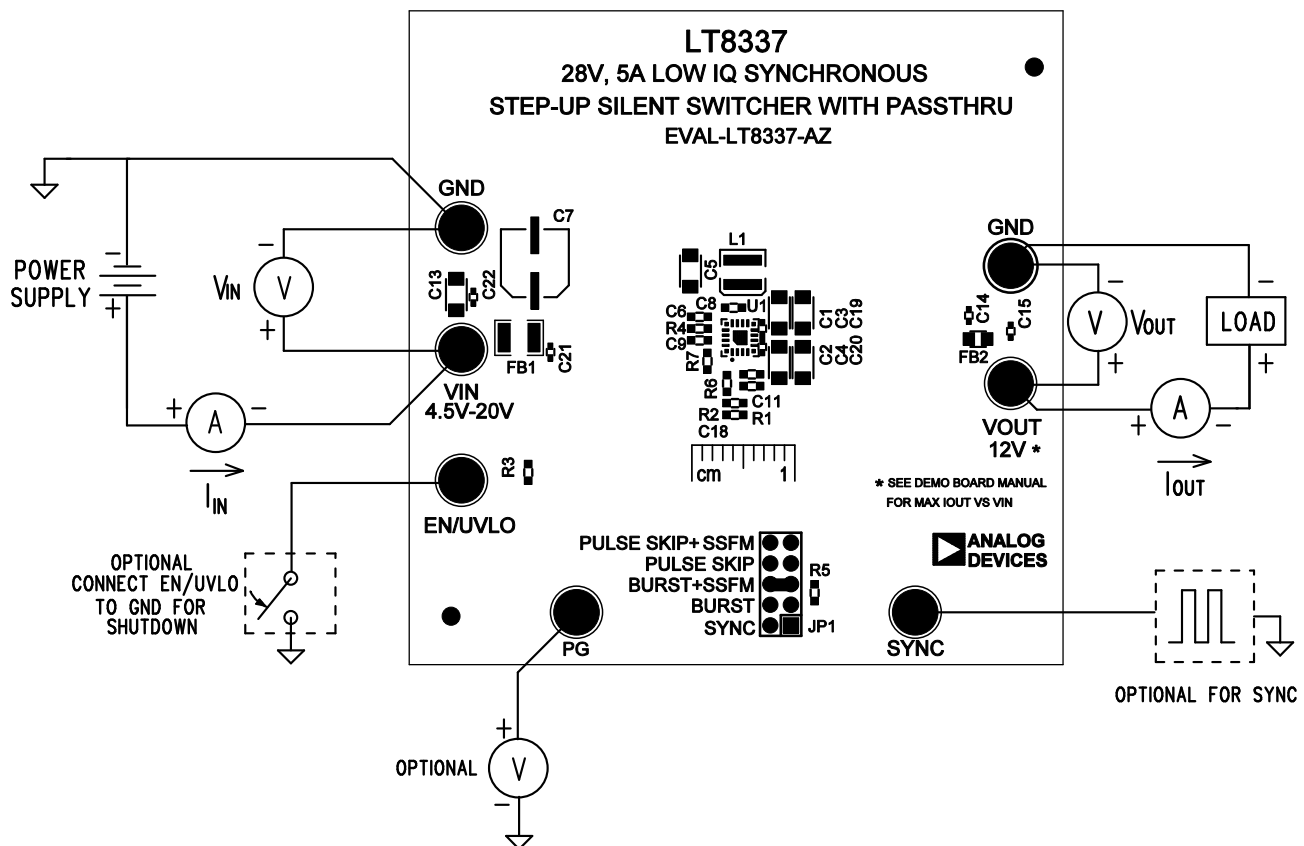 LT8337
28V, 5A LOW IQ SYNCHRONOUS
STEP-UP SILENT SWITCHER WITH PASSTHRU
EVAL-LT8337-AZ
GND
C7
-
POWER
SUPPLY
+
-
VIN
V
+
C13
C22
FB1
C21
VIN
4.5V-20V
+
A
-
IIN
R3
EN/UVLO
OPTIONAL
CONNECT EN/UVLO
TO GND FOR
SHUTDOWN
L1
C5
C6
C8
U1
R4
C9
R7
C1
C3
C19
C2
C4
C20
R6
C11
R2
R1
C18
cm
1
GND
C14
C15
FB2
-
V
VOUT
+
-
LOAD
+
VOUT
12V *
+
A
-
IOUT
* SEE DEMO BOARD MANUAL
FOR MAX IOUT VS VIN
ANALOG
DEVICES
PULSE SKIP+SSFM
PULSE SKIP
BURST+SSFM
BURST
SYNC
R5
JP1
PG
SYNC
OPTIONAL FOR SYNC
+
OPTIONAL
V
-